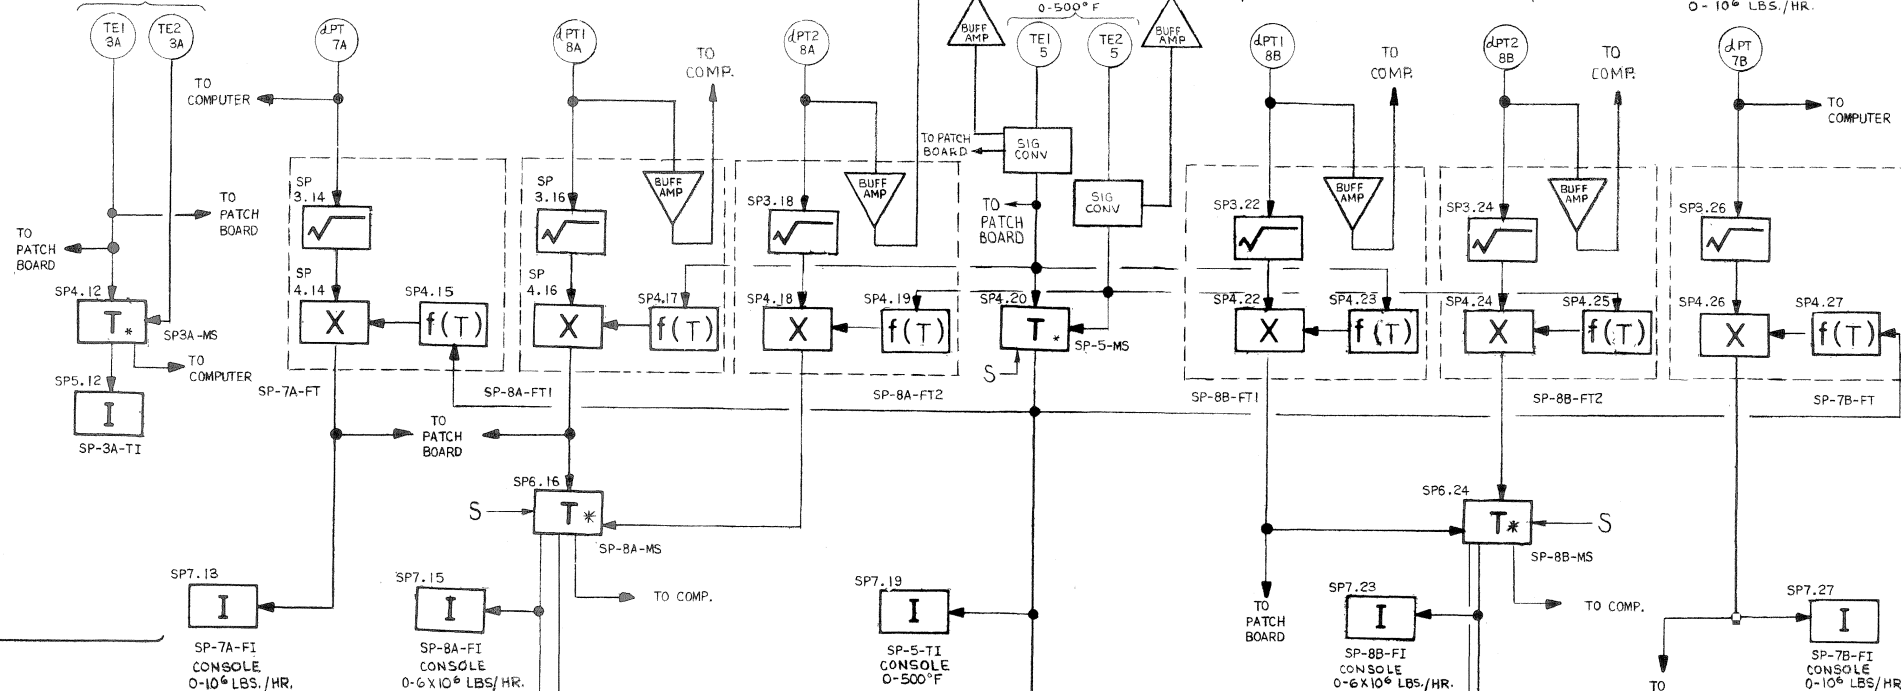 0-500°F
0-10⁶ LBS./HR.
TE1
3A
TE2
3A
dPT
7A
dPT1
8A
dPT2
8A
BUFF
AMP
TE1
5
TE2
5
BUFF
AMP
dPT1
8B
dPT2
8B
dPT
7B
TO
COMPUTER
TO
COMP.
TO
COMP.
TO
COMP.
TO
COMPUTER
TO PATCH
BOARD
SIG
CONV
SIG
CONV
TO
PATCH
BOARD
TO
PATCH
BOARD
TO
PATCH
BOARD
SP
3.14
√
SP
3.16
√
BUFF
AMP
SP3.18
√
BUFF
AMP
SP3.22
√
BUFF
AMP
SP3.24
√
BUFF
AMP
SP3.26
√
SP4.12
T*
SP3A-MS
TO
COMPUTER
SP
4.14
X
SP4.15
f(T)
SP
4.16
X
SP4.17
f(T)
SP4.18
X
SP4.19
f(T)
SP4.20
T*
SP-5-MS
S
SP4.22
X
SP4.23
f(T)
SP4.24
X
SP4.25
f(T)
SP4.26
X
SP4.27
f(T)
SP5.12
I
SP-3A-TI
SP-7A-FT
SP-8A-FT1
SP-8A-FT2
SP-8B-FT1
SP-8B-FT2
SP-7B-FT
TO
PATCH
BOARD
SP6.16
S
T*
SP-8A-MS
TO COMP.
SP6.24
T*
S
SP-8B-MS
TO COMP.
TO
PATCH
BOARD
SP7.13
I
SP-7A-FI
CONSOLE
0-10⁶ LBS./HR.
SP7.15
I
SP-8A-FI
CONSOLE
0-6X10⁶ LBS/HR.
SP7.19
I
SP-5-TI
CONSOLE
0-500°F
SP7.23
I
SP-8B-FI
CONSOLE
0-6X10⁶ LBS./HR.
SP7.27
I
SP-7B-FI
CONSOLE
0-10⁶ LBS/HR
TO